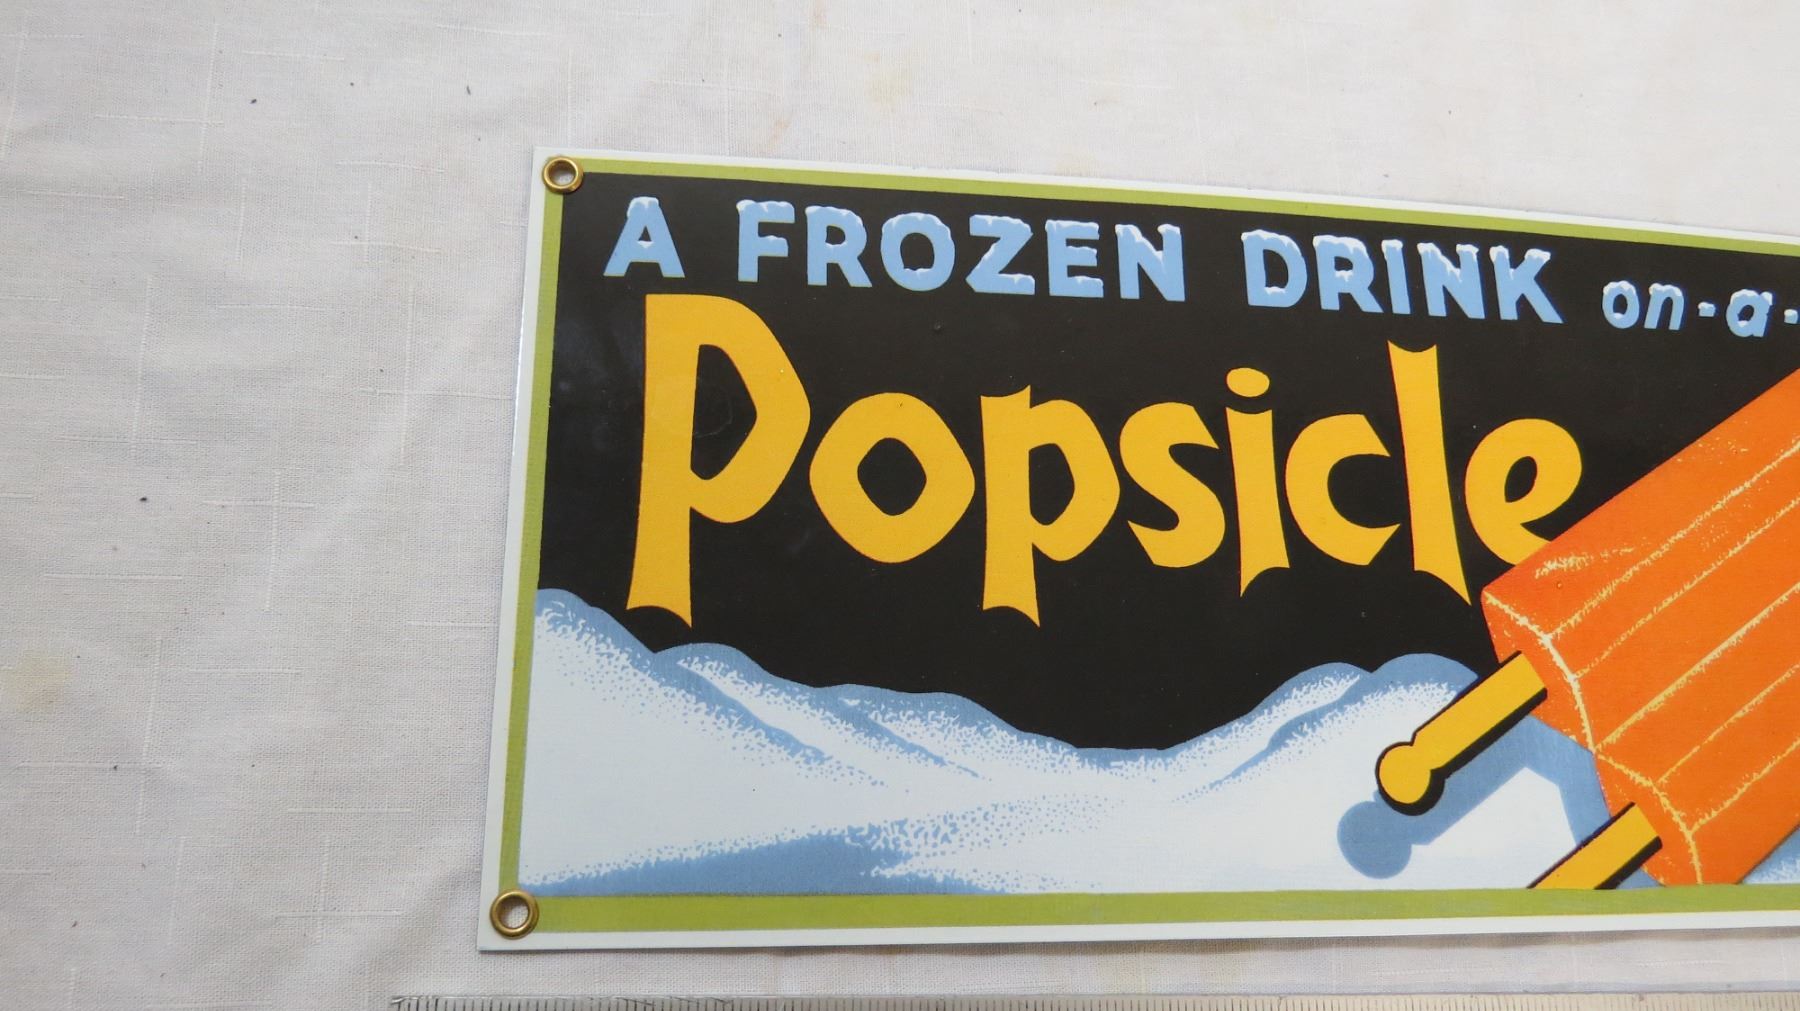 A FROZEN DRINK on-a-
Popsicle